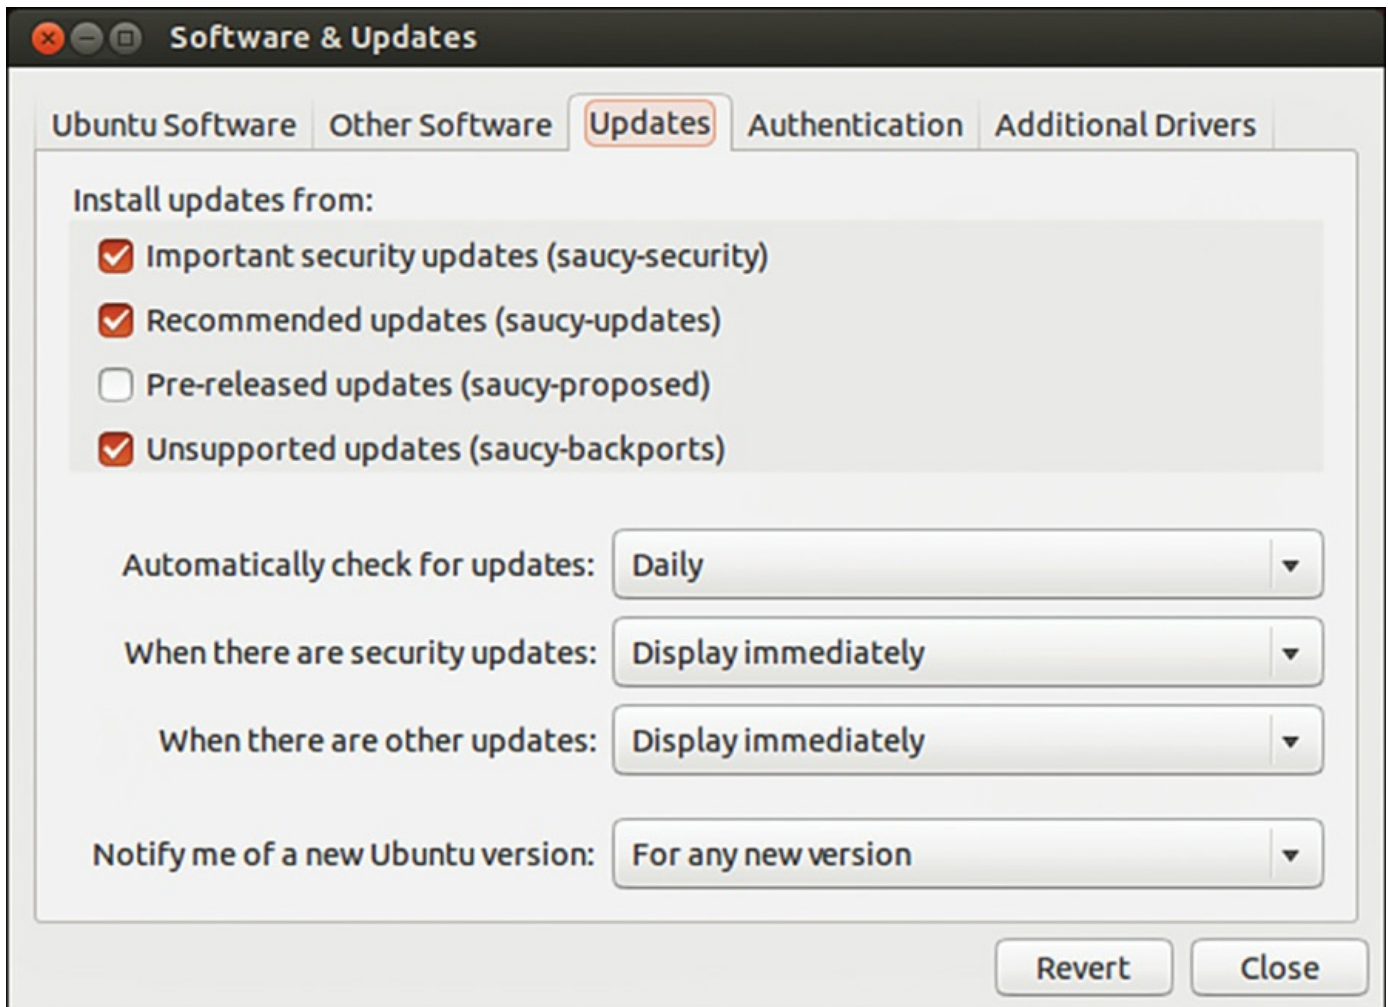 Software & Updates
Ubuntu Software Other Software Updates Authentication Additional Drivers
Install updates from:
Important security updates (saucy-security)
Recommended updates (saucy-updates)
Pre-released updates (saucy-proposed)
Unsupported updates (saucy-backports)
Automatically check for updates: Daily
When there are security updates: Display immediately
When there are other updates: Display immediately
Notify me of a new Ubuntu version: For any new version
Revert Close